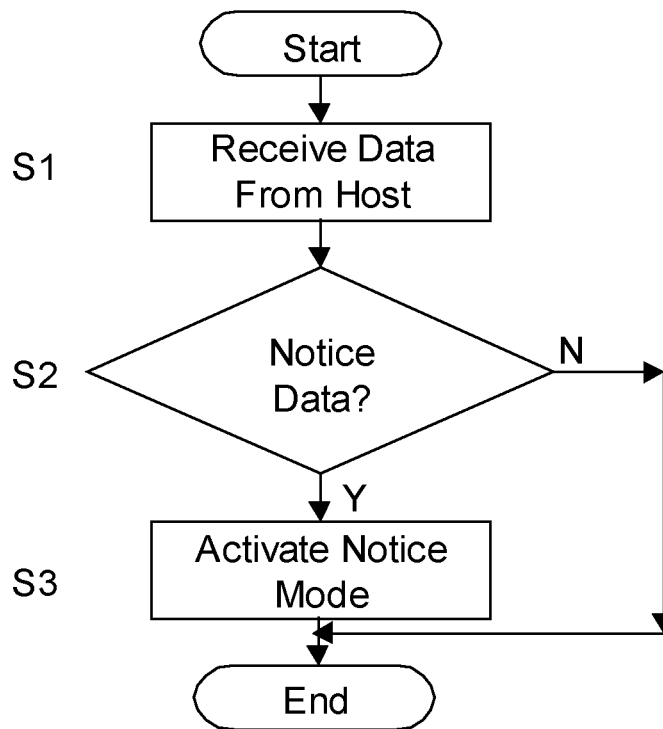 Start
S1
Receive Data
From Host
S2
Notice
Data?
N
Y
S3
Activate Notice
Mode
End